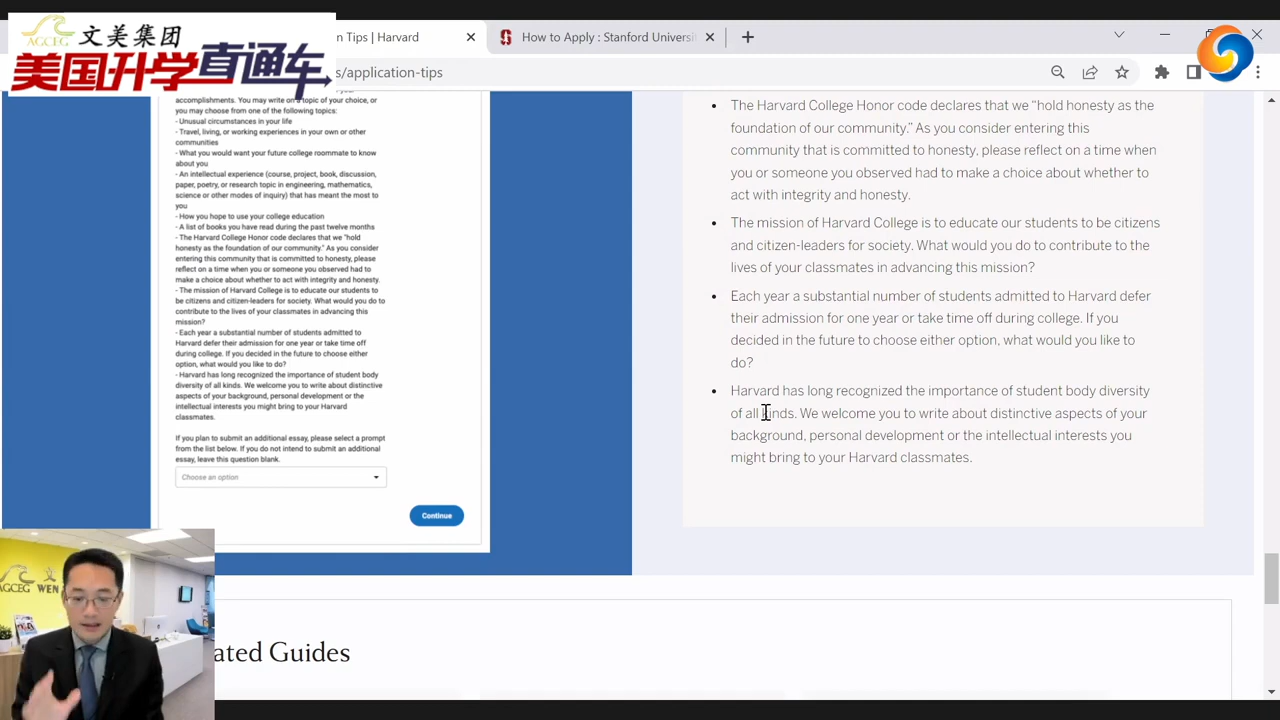 AGCEG 文美集团
美国升学直通车
n Tips | Harvard
How to Apply : Stanford Universi
s/application-tips
accomplishments. You may write on a topic of your choice, or
you may choose from one of the following topics:
- Unusual circumstances in your life
- Travel, living, or working experiences in your own or other
communities
- What you would want your future college roommate to know
about you
- An intellectual experience (course, project, book, discussion,
paper, poetry, or research topic in engineering, mathematics,
science or other modes of inquiry) that has meant the most to
you
- How you hope to use your college education
- A list of books you have read during the past twelve months
- The Harvard College Honor code declares that we "hold
honesty as the foundation of our community." As you consider
entering this community that is committed to honesty, please
reflect on a time when you or someone you observed had to
make a choice about whether to act with integrity and honesty.
- The mission of Harvard College is to educate our students to
be citizens and citizen-leaders for society. What would you do to
contribute to the lives of your classmates in advancing this
mission?
- Each year a substantial number of students admitted to
Harvard defer their admission for one year or take time off
during college. If you decided in the future to choose either
option, what would you like to do?
- Harvard has long recognized the importance of student body
diversity of all kinds. We welcome you to write about distinctive
aspects of your background, personal development or the
intellectual interests you might bring to your Harvard
classmates.
If you plan to submit an additional essay, please select a prompt
from the list below. If you do not intend to submit an additional
essay, leave this question blank.
Choose an option
Continue
The Harvard College Honor code declares that we "hold honesty as the
foundation of our community." As you consider entering this
community that is committed to honesty, please reflect on a time when
you or someone you observed had to make a choice about whether to
act with integrity and honesty.
• The mission of Harvard College is to educate our students to be citizens
and citizen-leaders for society. What would you do to contribute to the
lives of your classmates in advancing this mission?
• Each year a substantial number of students admitted to Harvard defer
their admission for one year or take time off during college. If you
decided in the future to choose either option, what would you like to
do?
• Harvard has long recognized the importance of student body diversity
of all kinds. We welcome you to write about distinctive aspects of your
background, personal development or the intellectual interests you
might bring to your Harvard classmates.
AGCEG WEN
ated Guides